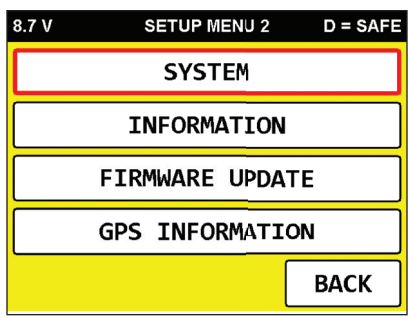 8.7 V SETUP MENU 2 D = SAFE
SYSTEM
INFORMATION
FIRMWARE UPDATE
GPS INFORMATION
BACK